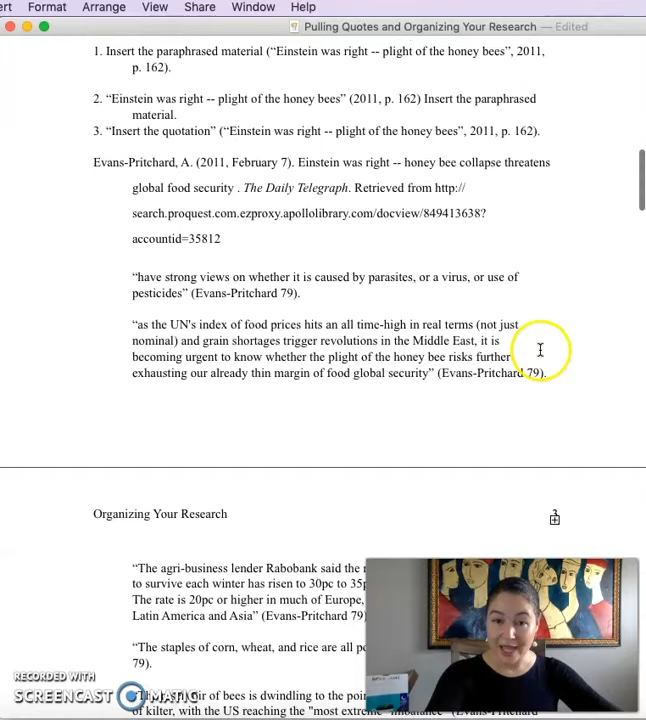 ert Format Arrange View Share Window Help
Pulling Quotes and Organizing Your Research — Edited
1. Insert the paraphrased material (“Einstein was right -- plight of the honey bees”, 2011,
p. 162).
2. “Einstein was right -- plight of the honey bees” (2011, p. 162) Insert the paraphrased
material.
3. “Insert the quotation” (“Einstein was right -- plight of the honey bees”, 2011, p. 162).
Evans-Pritchard, A. (2011, February 7). Einstein was right -- honey bee collapse threatens
global food security . The Daily Telegraph. Retrieved from http://
search.proquest.com.ezproxy.apollolibrary.com/docview/849413638?
accountid=35812
“have strong views on whether it is caused by parasites, or a virus, or use of
pesticides” (Evans-Pritchard 79).
“as the UN's index of food prices hits an all time-high in real terms (not just
nominal) and grain shortages trigger revolutions in the Middle East, it is
becoming urgent to know whether the plight of the honey bee risks further
exhausting our already thin margin of food global security” (Evans-Pritchard 79).
Organizing Your Research
“The agri-business lender Rabobank said the
to survive each winter has risen to 30pc to 35p
The rate is 20pc or higher in much of Europe,
Latin America and Asia” (Evans-Pritchard 79)
“The staples of corn, wheat, and rice are all po
79).
of bees is dwindling to the poin
of kilter, with the US reaching the "most extreme" imbalance” (Evans-Pritchard
RECORDED WITH
SCREENCAST MATIC